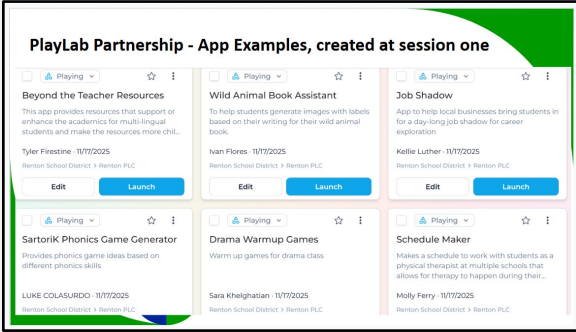 PlayLab Partnership - App Examples, created at session one
Playing
Beyond the Teacher Resources
This app provides resources that support or
enhance the academics for multi-lingual
students and make the resources more chil...
Tyler Firestine · 11/17/2025
Renton School District > Renton PLC
Edit
Launch
Playing
Wild Animal Book Assistant
To help students generate images with labels
based on their writing for their wild animal
book.
Ivan Flores · 11/17/2025
Renton School District > Renton PLC
Edit
Launch
Playing
Job Shadow
App to help local businesses bring students in
for a day-long job shadow for career
exploration
Kellie Luther · 11/17/2025
Renton School District > Renton PLC
Edit
Launch
Playing
SartoriK Phonics Game Generator
Provides phonics game ideas based on
different phonics skills
LUKE COLASURDO · 11/17/2025
Renton School District > Renton PLC
Playing
Drama Warmup Games
Warm up games for drama class
Sara Khelghatian · 11/17/2025
Renton School District > Renton PLC
Playing
Schedule Maker
Makes a schedule to work with students as a
physical therapist at multiple schools that
allows for therapy to happen during their...
Molly Ferry · 11/17/2025
Renton School District > Renton PLC